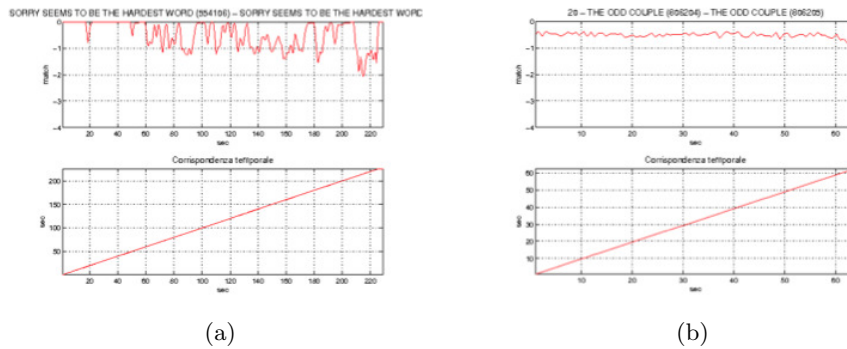 SORRY SEEMS TO BE THE HARDEST WORD (554106) – SORRY SEEMS TO BE THE HARDEST WORD
0
−1
−2
−3
−4
match
20 40 60 80 100 120 140 160 180 200 220
sec
Corrispondenza temporale
200
150
100
50
sec
20 40 60 80 100 120 140 160 180 200 220
sec
(a)
20 – THE ODD COUPLE (806204) – THE ODD COUPLE (806205)
0
−1
−2
−3
−4
match
10 20 30 40 50 60
sec
Corrispondenza temporale
60
50
40
30
20
10
sec
10 20 30 40 50 60
sec
(b)